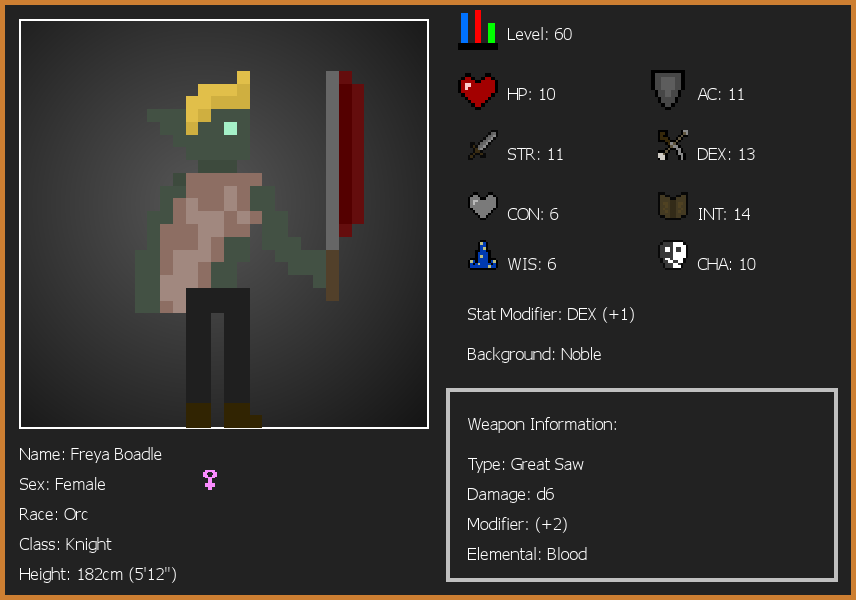 Level: 60
HP: 10
AC: 11
STR: 11
DEX: 13
CON: 6
INT: 14
WIS: 6
CHA: 10
Stat Modifier: DEX (+1)
Background: Noble
Weapon Information:
Type: Great Saw
Damage: d6
Modifier: (+2)
Elemental: Blood
Name: Freya Boadle
Sex: Female
Race: Orc
Class: Knight
Height: 182cm (5'12")